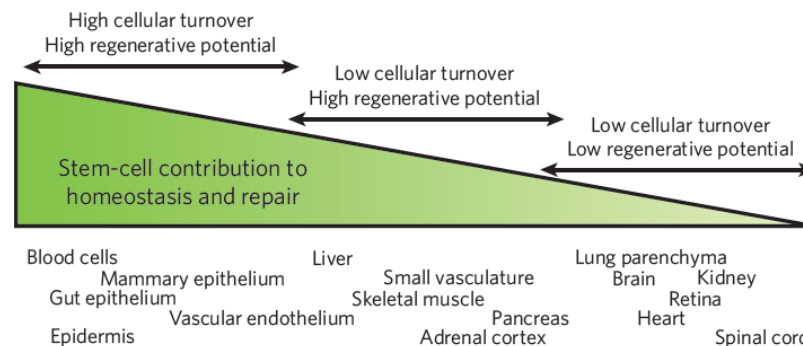 High cellular turnover
High regenerative potential
Low cellular turnover
High regenerative potential
Low cellular turnover
Low regenerative potential
Stem-cell contribution to
homeostasis and repair
Blood cells
Liver
Lung parenchyma
Mammary epithelium
Small vasculature
Brain
Kidney
Gut epithelium
Skeletal muscle
Retina
Vascular endothelium
Pancreas
Heart
Epidermis
Adrenal cortex
Spinal cord